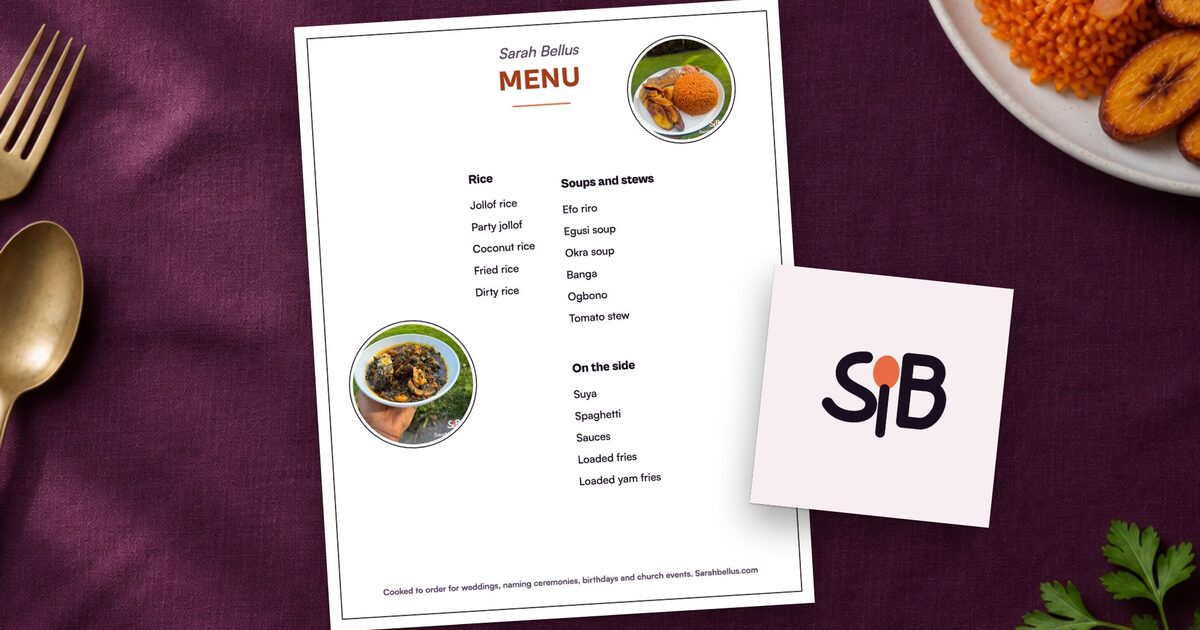 Sarah Bellus
MENU
Rice
Jollof rice
Party jollof
Coconut rice
Fried rice
Dirty rice
Soups and stews
Efo riro
Egusi soup
Okra soup
Banga
Ogbono
Tomato stew
On the side
Suya
Spaghetti
Sauces
Loaded fries
Loaded yam fries
Cooked to order for weddings, naming ceremonies, birthdays and church events. Sarahbellus.com
SB